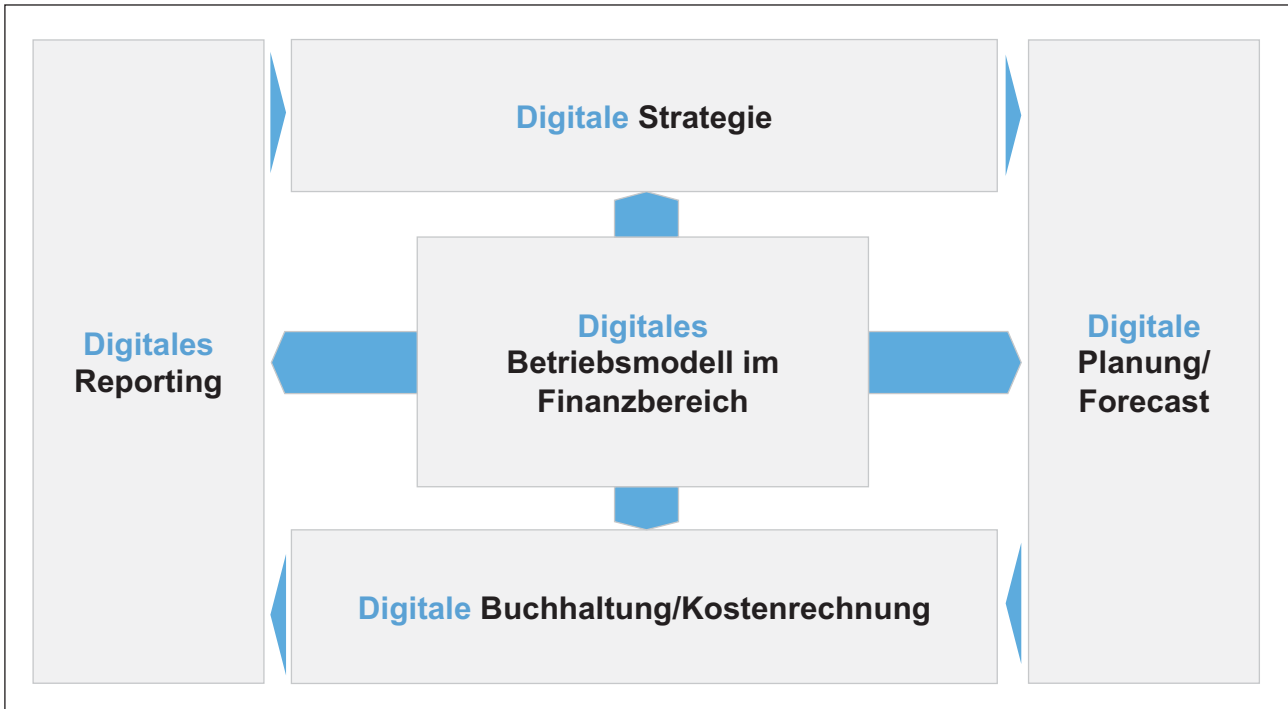 Digitale Strategie
Digitales
Reporting
Digitales
Betriebsmodell im
Finanzbereich
Digitale
Planung/
Forecast
Digitale Buchhaltung/Kostenrechnung